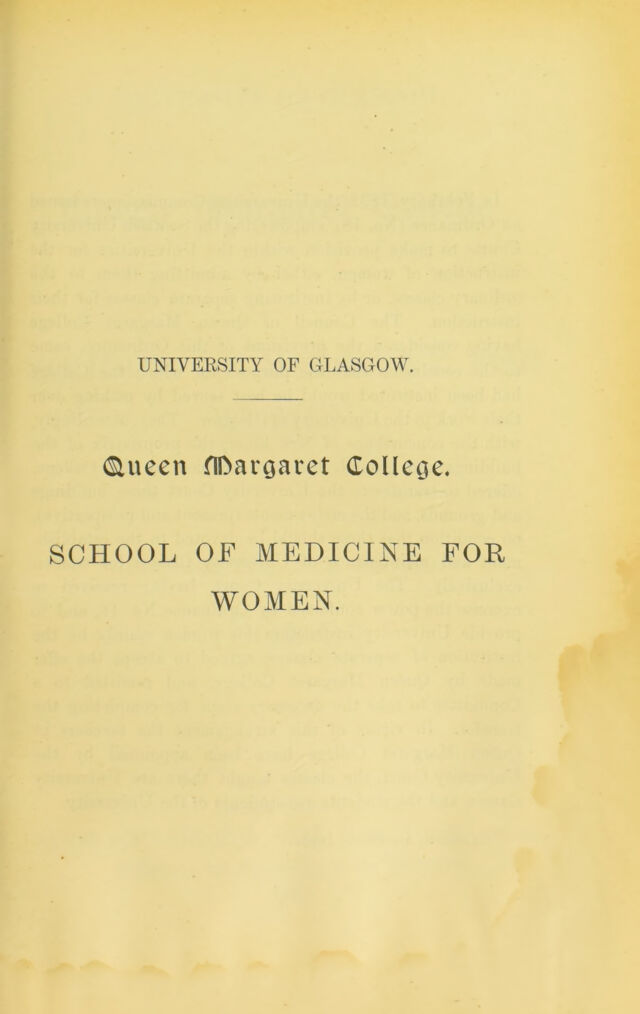 UNIVERSITY OF GLASGOW.
Queen Margaret College.
SCHOOL OF MEDICINE FOR
WOMEN.